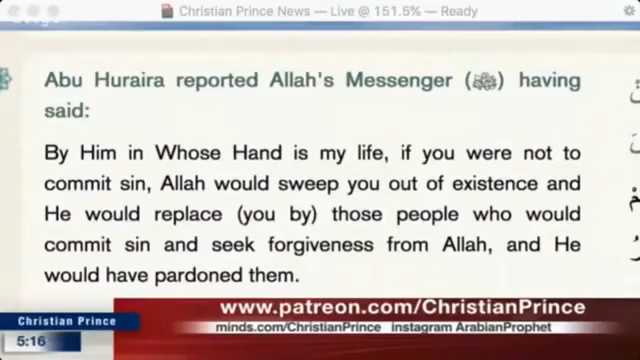 Christian Prince News — Live @ 151.5% — Ready
Abu Huraira reported Allah's Messenger (ﷺ) having
said:
By Him in Whose Hand is my life, if you were not to
commit sin, Allah would sweep you out of existence and
He would replace (you by) those people who would
commit sin and seek forgiveness from Allah, and He
would have pardoned them.
www.patreon.com/ChristianPrince
Christian Prince
minds.com/ChristianPrince instagram ArabianProphet
5:16